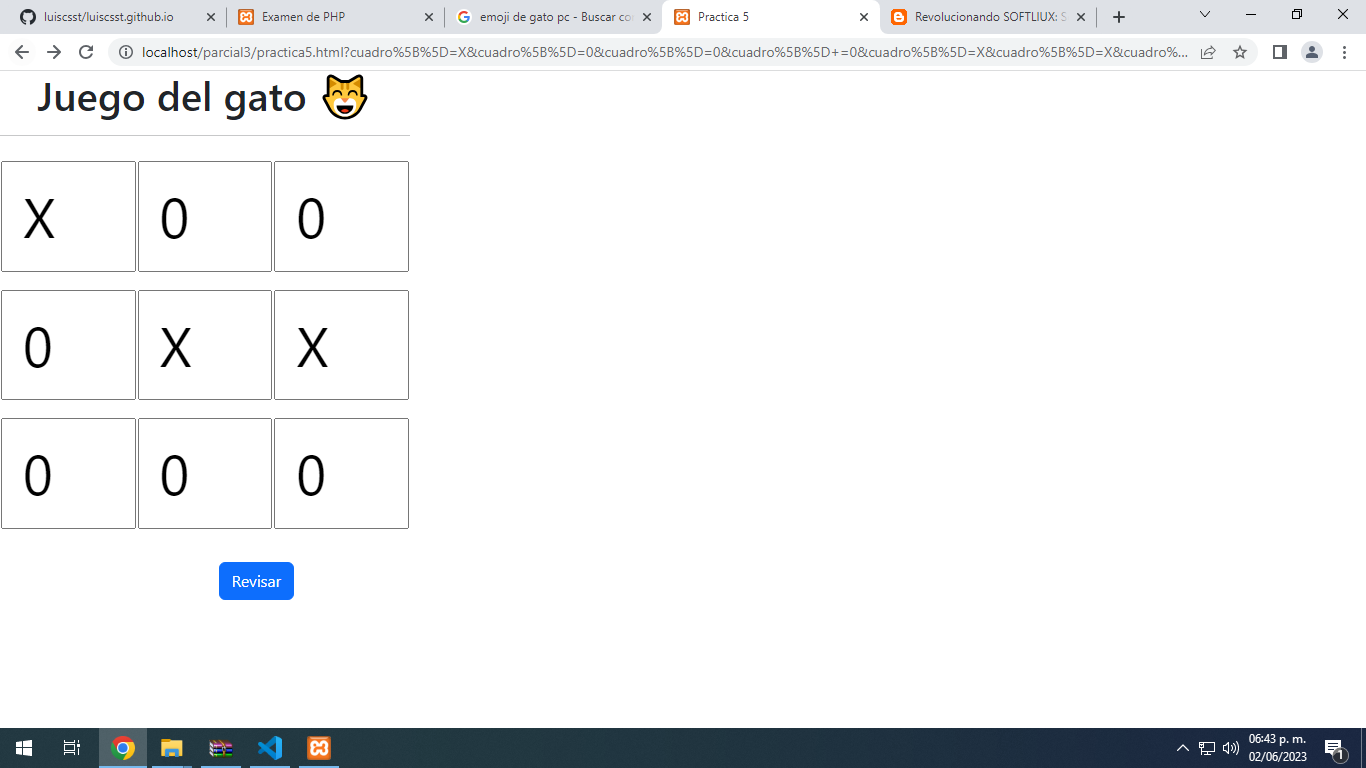 luiscsst/luiscsst.github.io
Examen de PHP
emoji de gato pc - Buscar co
Practica 5
Revolucionando SOFTLIUX: S
localhost/parcial3/practica5.html?cuadro%5B%5D=X&cuadro%5B%5D=0&cuadro%5B%5D=0&cuadro%5B%5D+=0&cuadro%5B%5D=X&cuadro%5B%5D=X&cuadro%...
Juego del gato
X 0 0
0 X X
0 0 0
Revisar
06:43 p. m.
02/06/2023
1